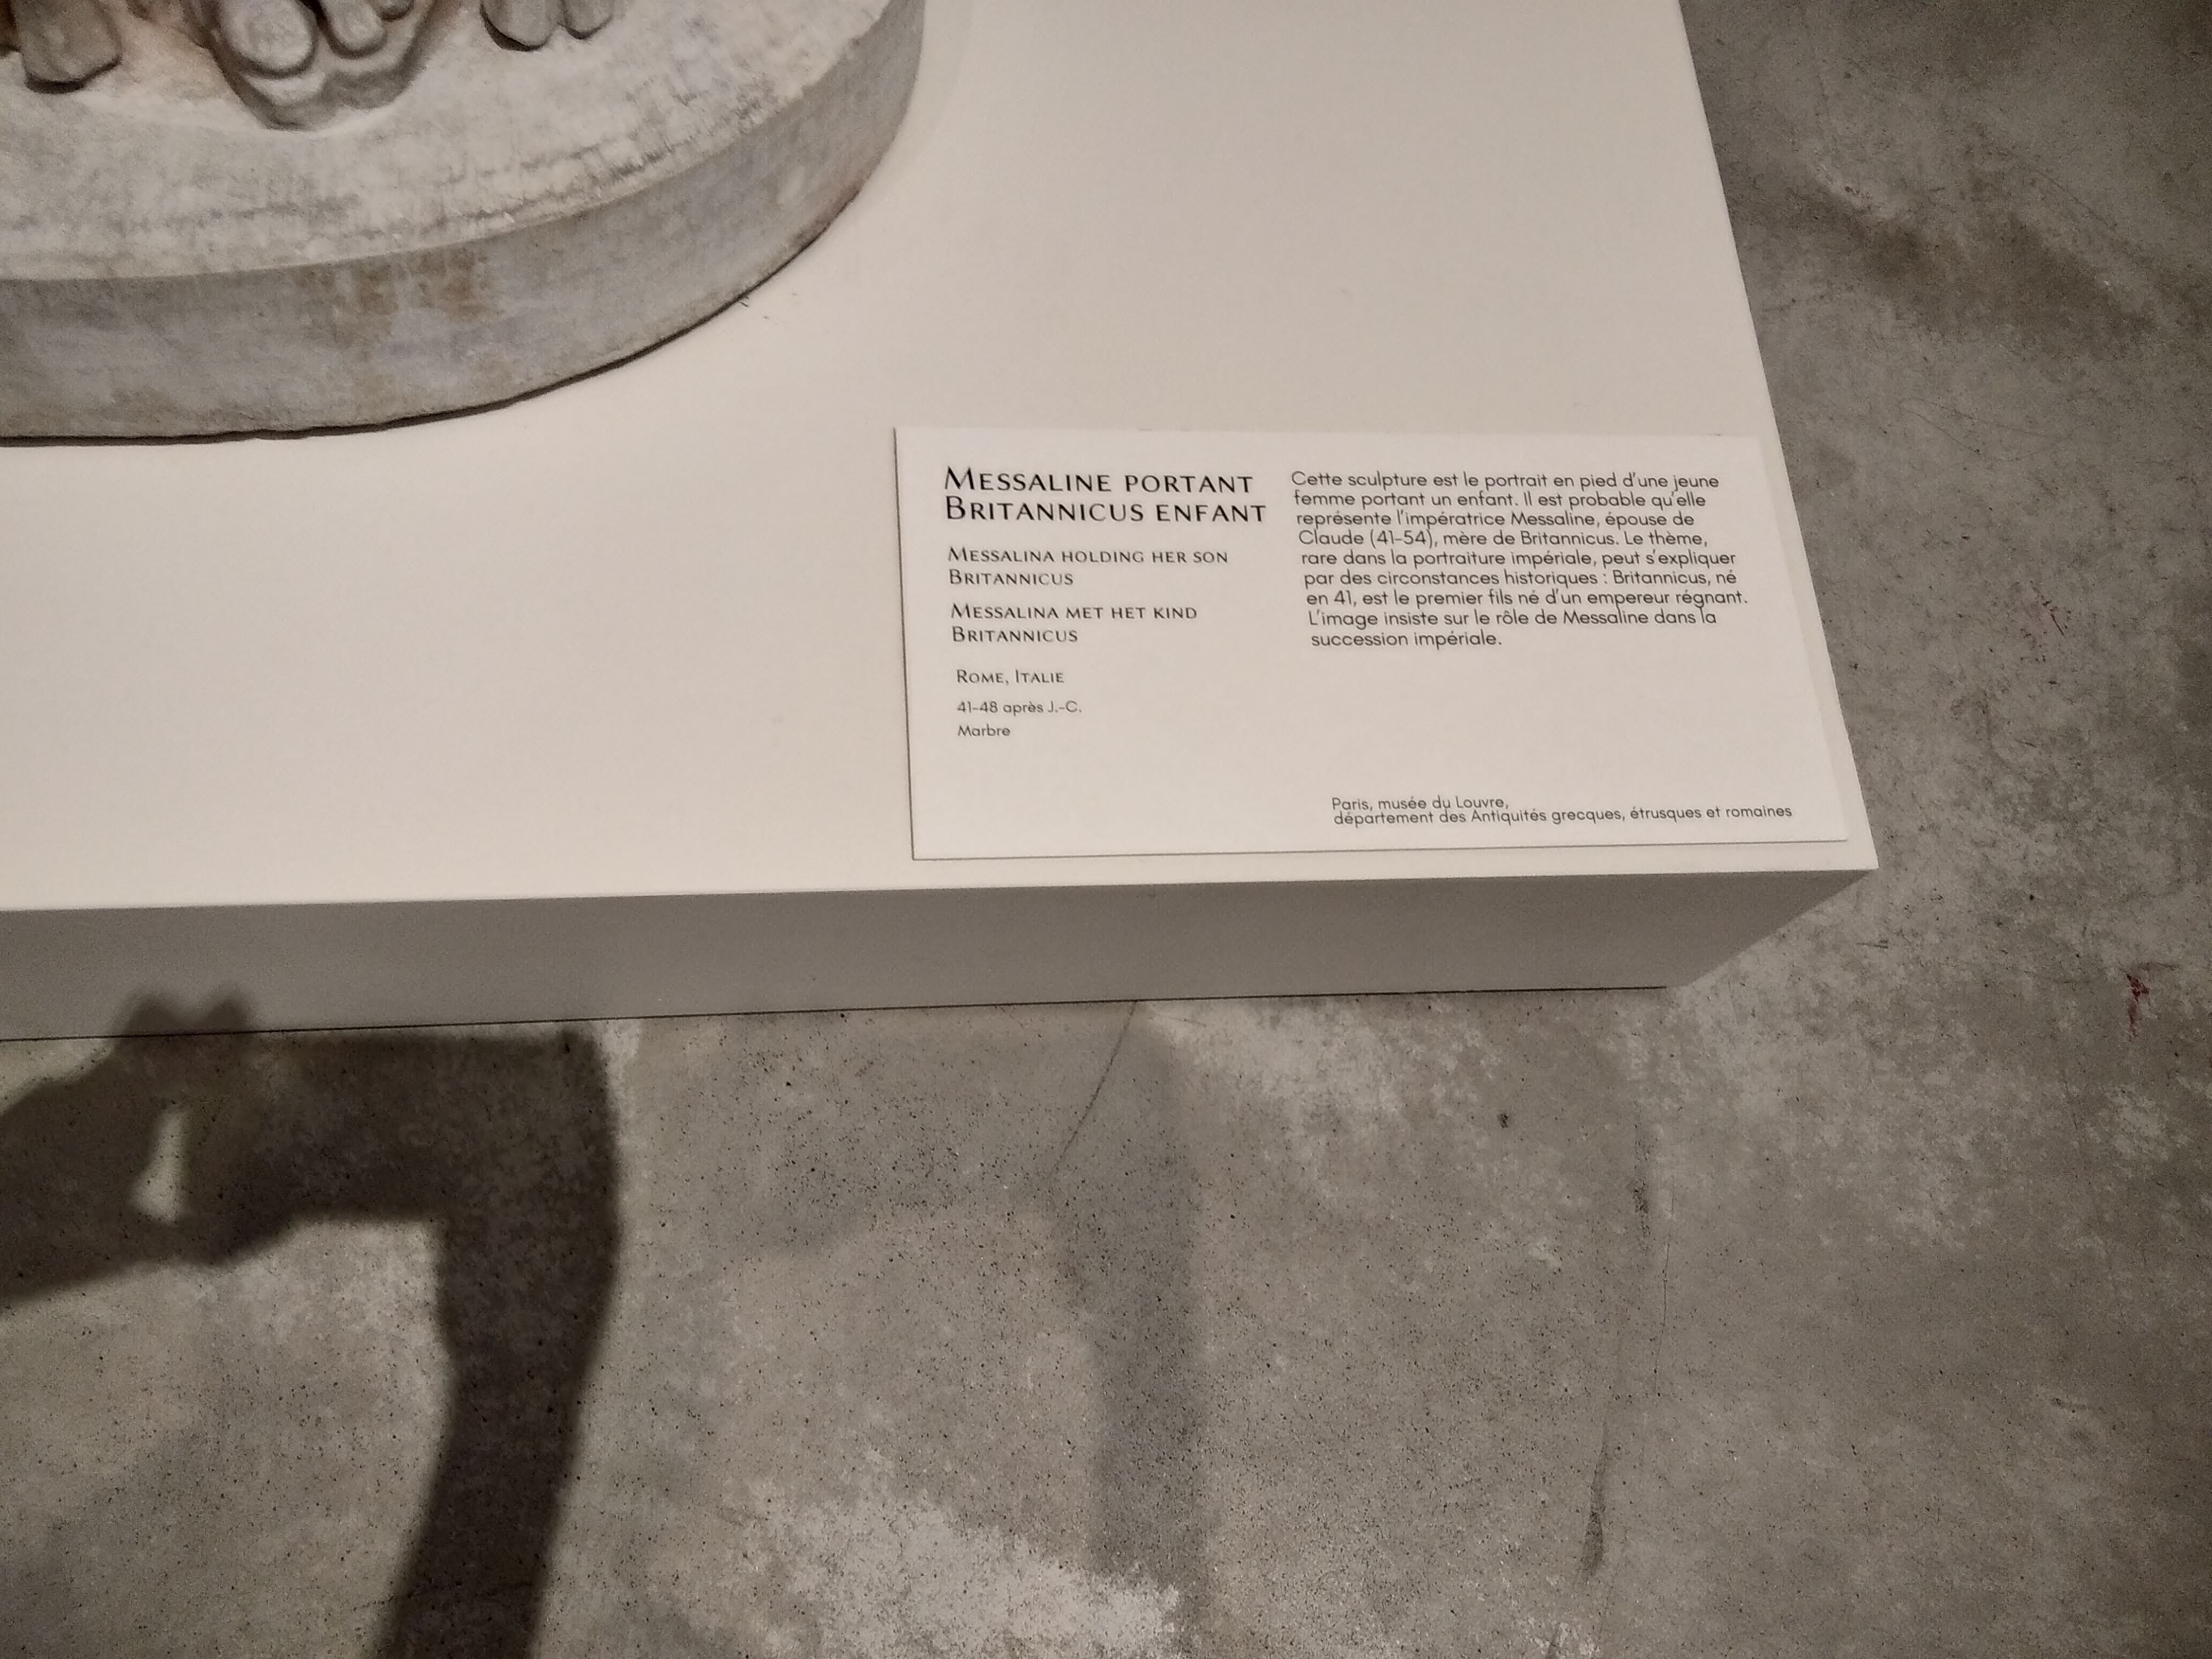 MESSALINE PORTANT
BRITANNICUS ENFANT
MESSALINA HOLDING HER SON
BRITANNICUS
MESSALINA MET HET KIND
BRITANNICUS
ROME, ITALIE
41-48 après J.-C.
Marbre
Cette sculpture est le portrait en pied d'une jeune
femme portant un enfant. Il est probable qu'elle
représente l'impératrice Messaline, épouse de
Claude (41-54), mère de Britannicus. Le thème,
rare dans la portraiture impériale, peut s'expliquer
par des circonstances historiques : Britannicus, né
en 41, est le premier fils né d'un empereur régnant.
L'image insiste sur le rôle de Messaline dans la
succession impériale.
Paris, musée du Louvre,
département des Antiquités grecques, étrusques et romaines